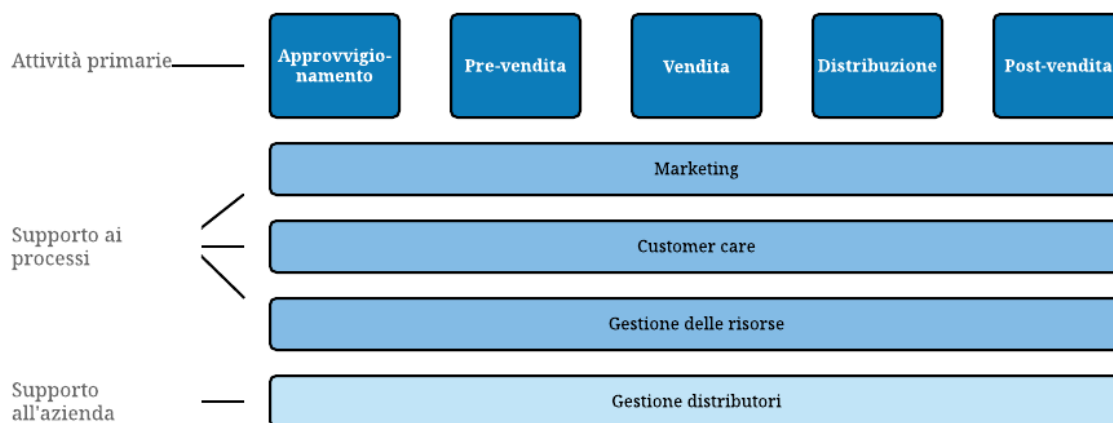 Attività primarie
Approvvigio-
namento
Pre-vendita
Vendita
Distribuzione
Post-vendita
Marketing
Supporto ai
processi
Customer care
Gestione delle risorse
Supporto
all'azienda
Gestione distributori